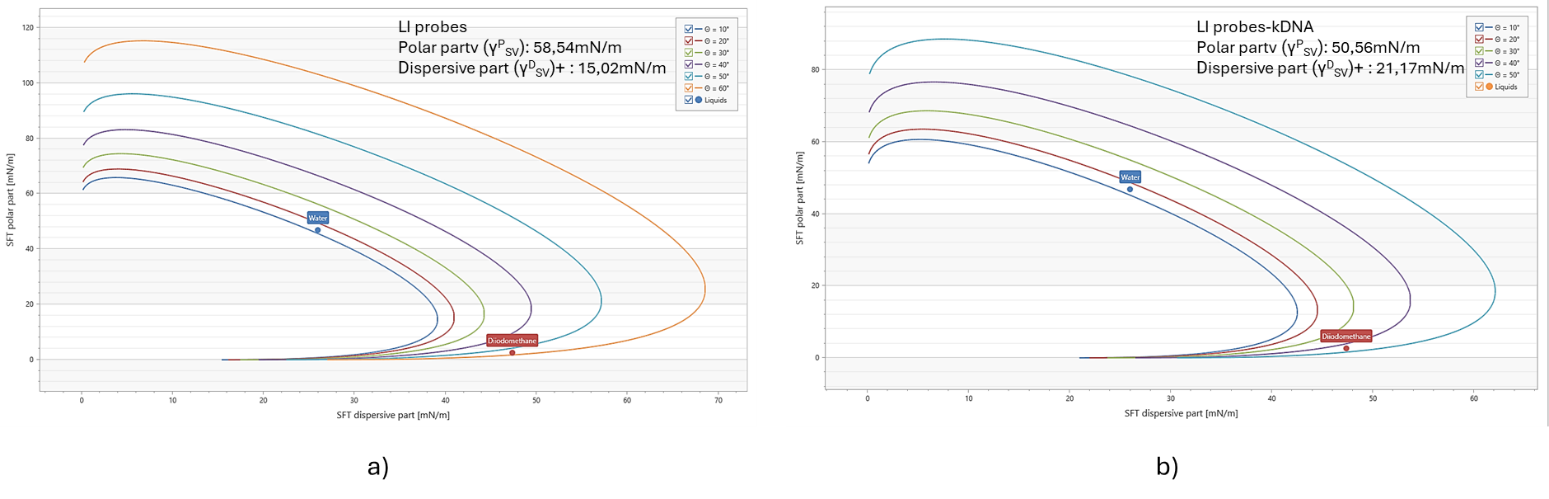 LI probes
Polar partv (γᴾSV): 58,54mN/m
Dispersive part (γᴰSV)+ : 15,02mN/m
Θ = 10°
Θ = 20°
Θ = 30°
Θ = 40°
Θ = 50°
Θ = 60°
Liquids
SFT polar part [mN/m]
120
100
80
60
40
20
0
Water
Diiodomethane
0 10 20 30 40 50 60 70
SFT dispersive part [mN/m]
a)
LI probes-kDNA
Polar partv (γᴾSV): 50,56mN/m
Dispersive part (γᴰSV)+ : 21,17mN/m
Θ = 10°
Θ = 20°
Θ = 30°
Θ = 40°
Θ = 50°
Liquids
SFT polar part [mN/m]
80
60
40
20
0
Water
Diiodomethane
0 10 20 30 40 50 60
SFT dispersive part [mN/m]
b)